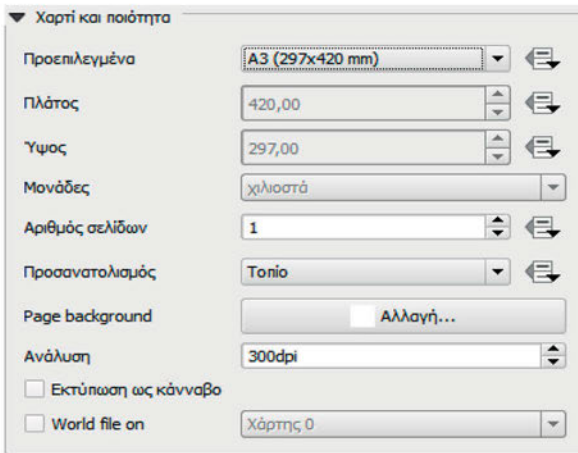 Χαρτί και ποιότητα
Προεπιλεγμένα A3 (297x420 mm)
Πλάτος 420,00
Ύψος 297,00
Μονάδες χιλιοστά
Αριθμός σελίδων 1
Προσανατολισμός Τοπίο
Page background Αλλαγή...
Ανάλυση 300dpi
Εκτύπωση ως κάνναβο
World file on Χάρτης 0